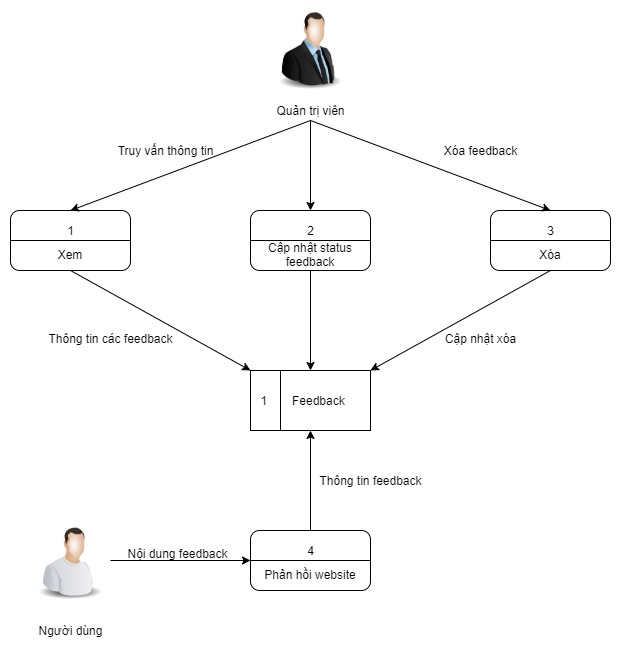 Quản trị viên
Truy vấn thông tin
Xóa feedback
1
2
3
Xem
Cập nhật status
feedback
Xóa
Thông tin các feedback
Cập nhật xóa
1
Feedback
Thông tin feedback
4
Nội dung feedback
Phản hồi website
Người dùng